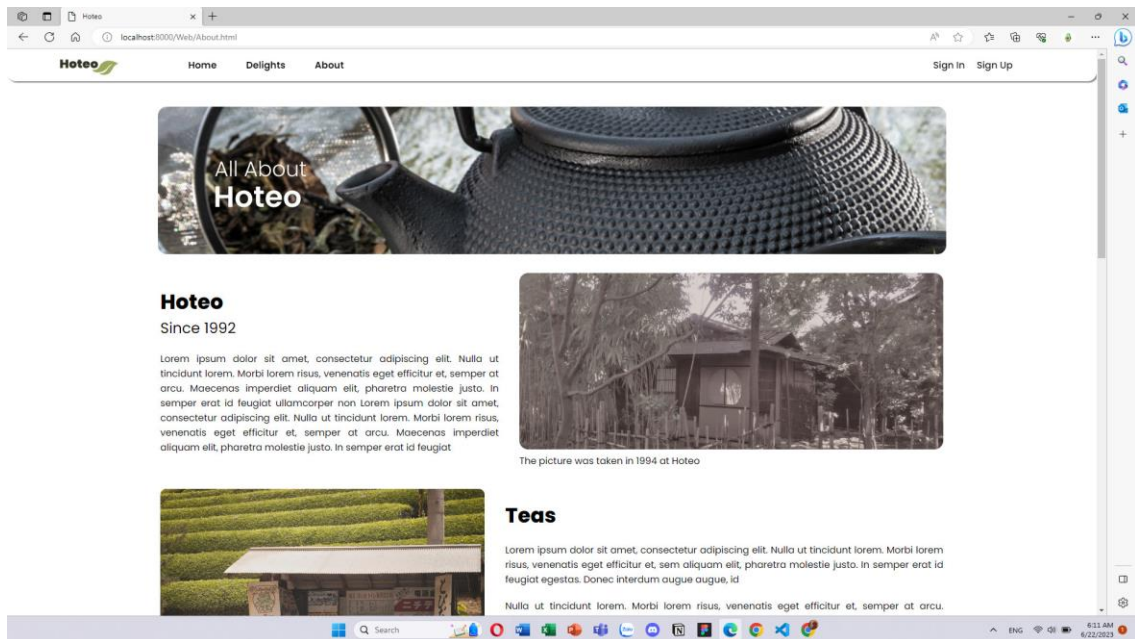 Hoteo
localhost:8000/Web/About.html
Hoteo
Home
Delights
About
Sign In
Sign Up
All About
Hoteo
Hoteo
Since 1992
Lorem ipsum dolor sit amet, consectetur adipiscing elit. Nulla ut
tincidunt lorem. Morbi lorem risus, venenatis eget efficitur et, semper at
arcu. Maecenas imperdiet aliquam elit, pharetra molestie justo. In
semper erat id feugiat ullamcorper non Lorem ipsum dolor sit amet,
consectetur adipiscing elit. Nulla ut tincidunt lorem. Morbi lorem risus,
venenatis eget efficitur et, semper at arcu. Maecenas imperdiet
aliquam elit, pharetra molestie justo. In semper erat id feugiat
The picture was taken in 1994 at Hoteo
Teas
Lorem ipsum dolor sit amet, consectetur adipiscing elit. Nulla ut tincidunt lorem. Morbi lorem
risus, venenatis eget efficitur et, sem aliquam elit, pharetra molestie justo. In semper erat id
feugiat egestas. Donec interdum augue augue, id
Nulla ut tincidunt lorem. Morbi lorem risus, venenatis eget efficitur et, semper at arcu.
Search
ENG
6:11 AM
6/22/2023